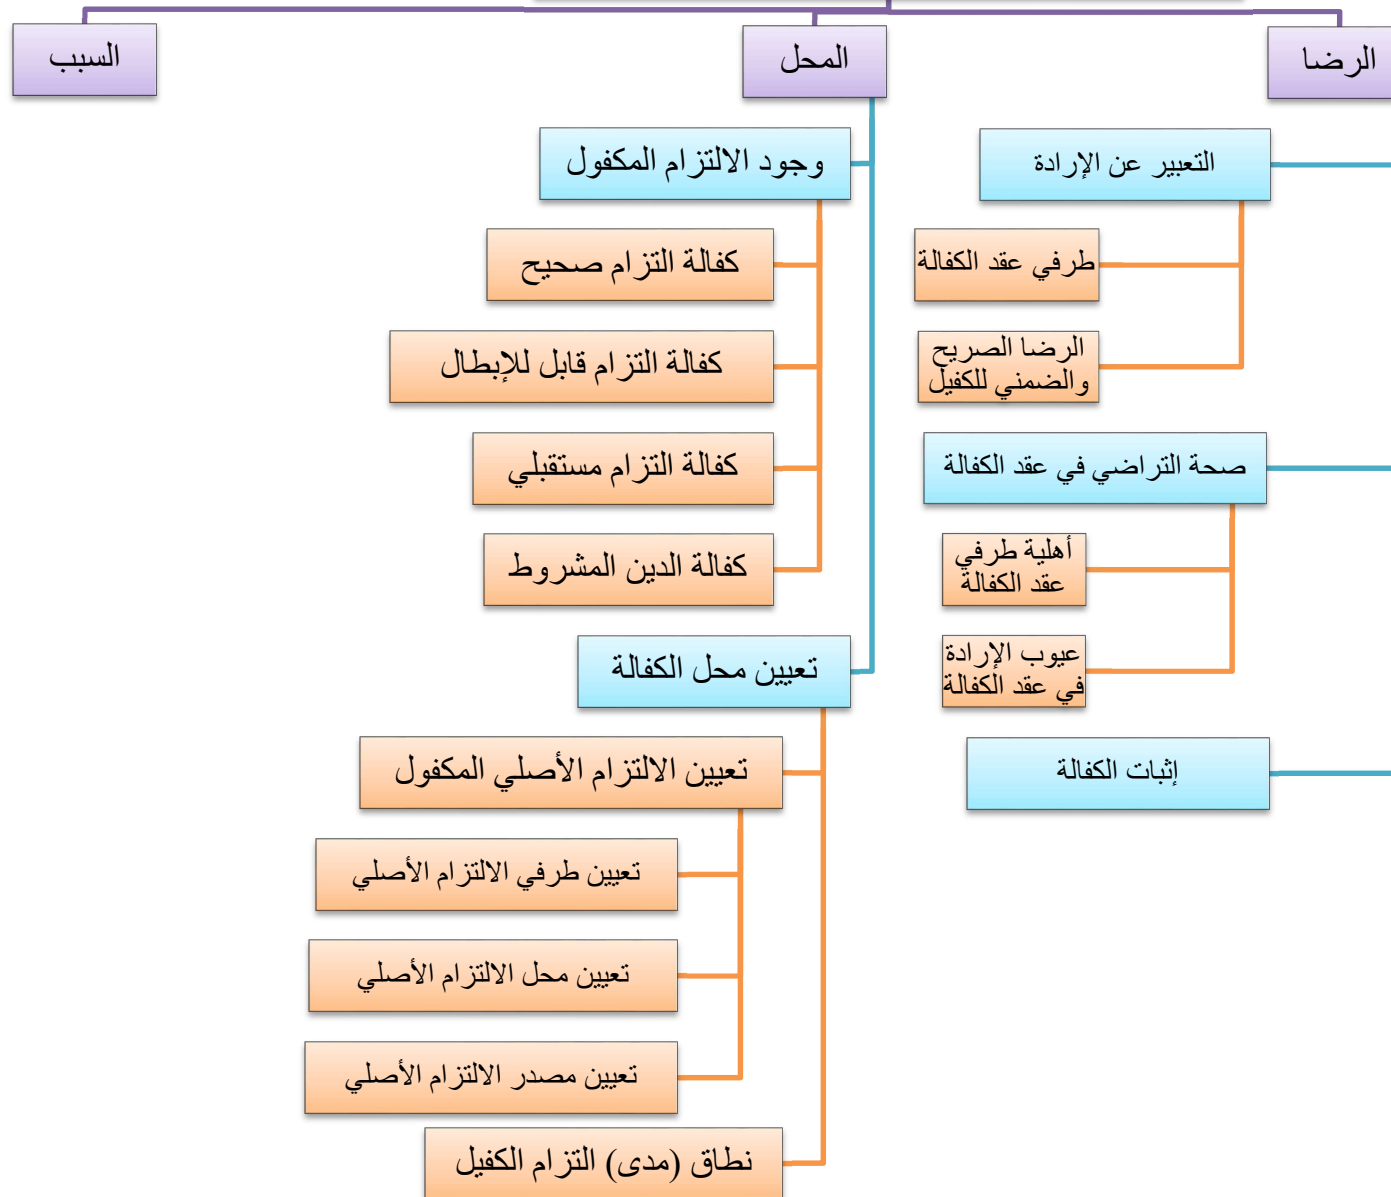 الرضا
المحل
السبب
التعبير عن الإرادة
طرفي عقد الكفالة
الرضا الصريح
والضمني للكفيل
صحة التراضي في عقد الكفالة
أهلية طرفي
عقد الكفالة
عيوب الإرادة
في عقد الكفالة
إثبات الكفالة
وجود الالتزام المكفول
كفالة التزام صحيح
كفالة التزام قابل للإبطال
كفالة التزام مستقبلي
كفالة الدين المشروط
تعيين محل الكفالة
تعيين الالتزام الأصلي المكفول
تعيين طرفي الالتزام الأصلي
تعيين محل الالتزام الأصلي
تعيين مصدر الالتزام الأصلي
نطاق (مدى) التزام الكفيل